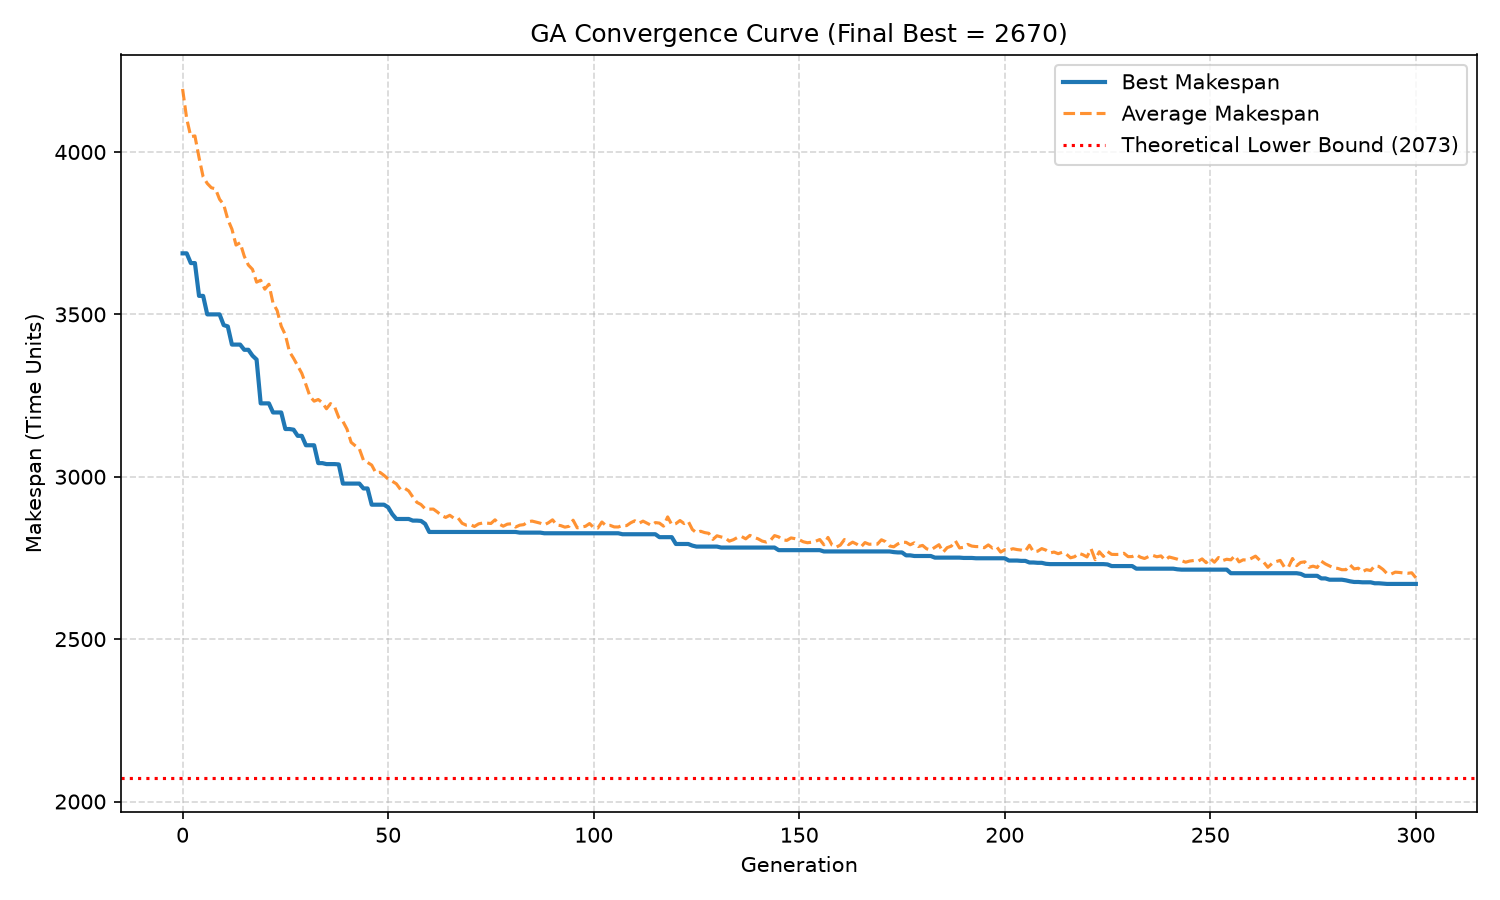 GA Convergence Curve (Final Best = 2670)
Best Makespan
Average Makespan
Theoretical Lower Bound (2073)
Makespan (Time Units)
4000
3500
3000
2500
2000
0 50 100 150 200 250 300
Generation